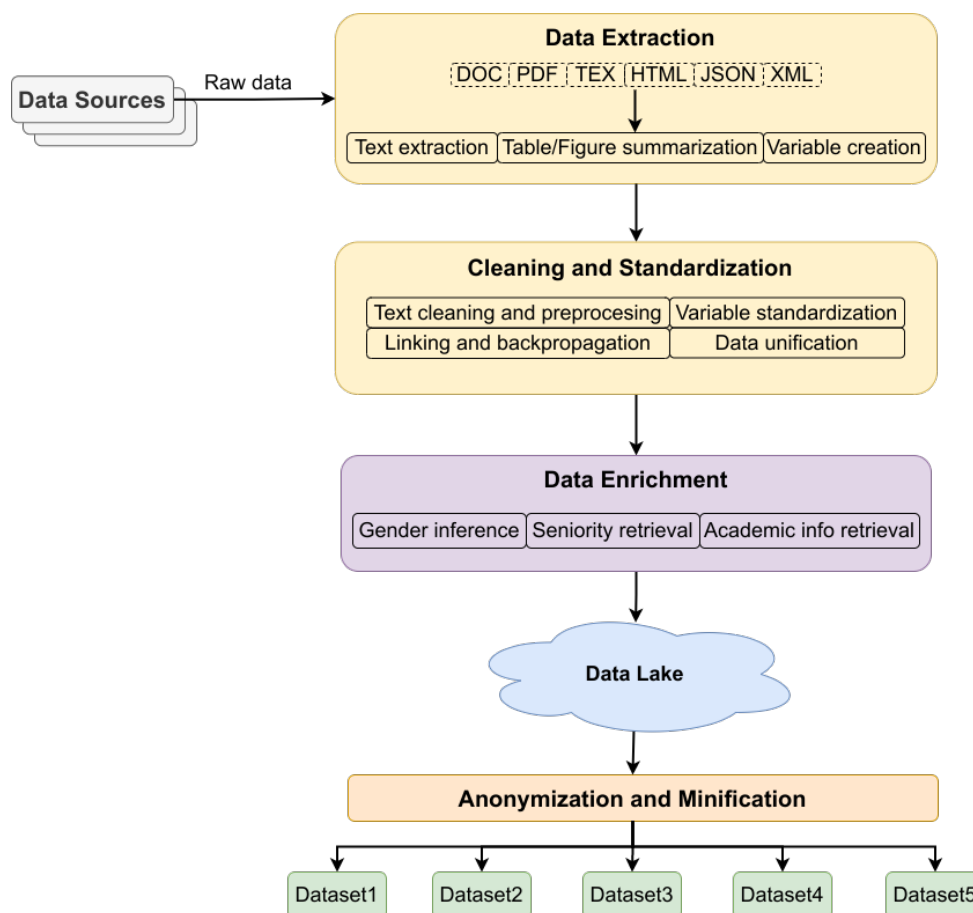 Data Extraction
DOC PDF TEX HTML JSON XML
Raw data
Data Sources
Text extraction Table/Figure summarization Variable creation
Cleaning and Standardization
Text cleaning and preprocesing Variable standardization
Linking and backpropagation Data unification
Data Enrichment
Gender inference Seniority retrieval Academic info retrieval
Data Lake
Anonymization and Minification
Dataset1 Dataset2 Dataset3 Dataset4 Dataset5